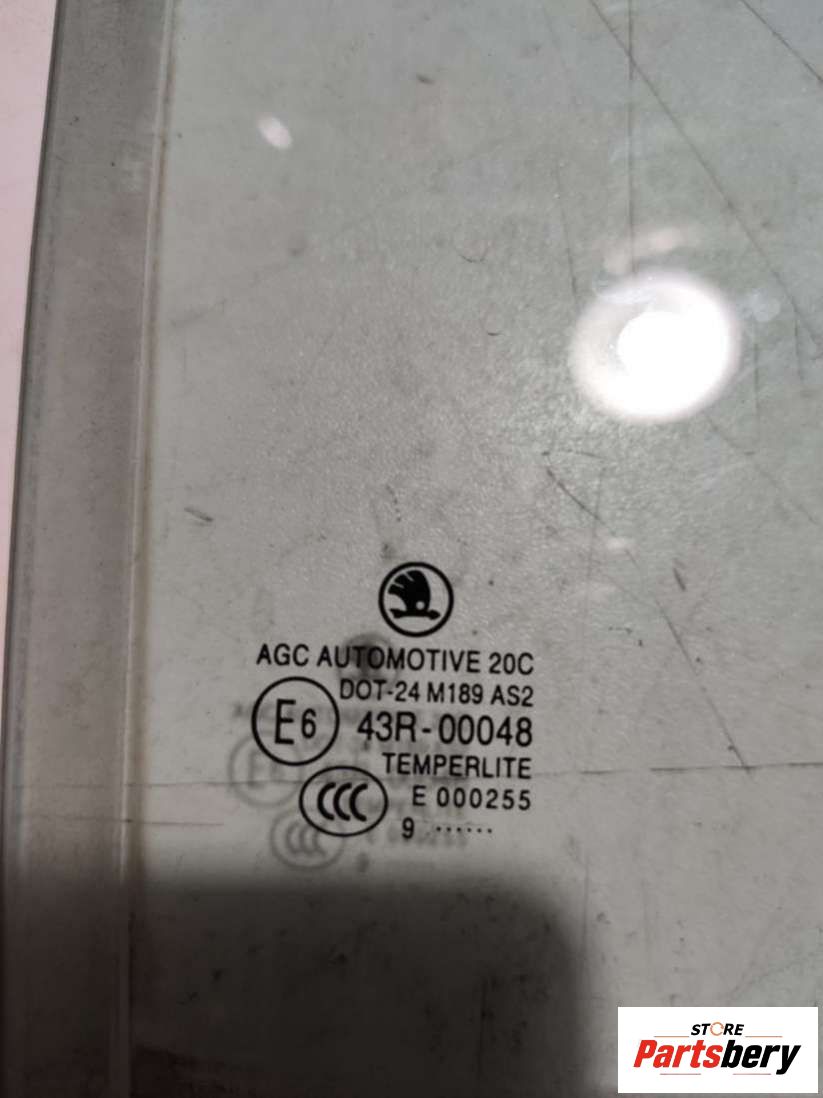 AGC AUTOMOTIVE 20C
DOT-24 M189 AS2
E6 43R-00048
TEMPERLITE
CCC E 000255
9 ······
STORE
Partsbery